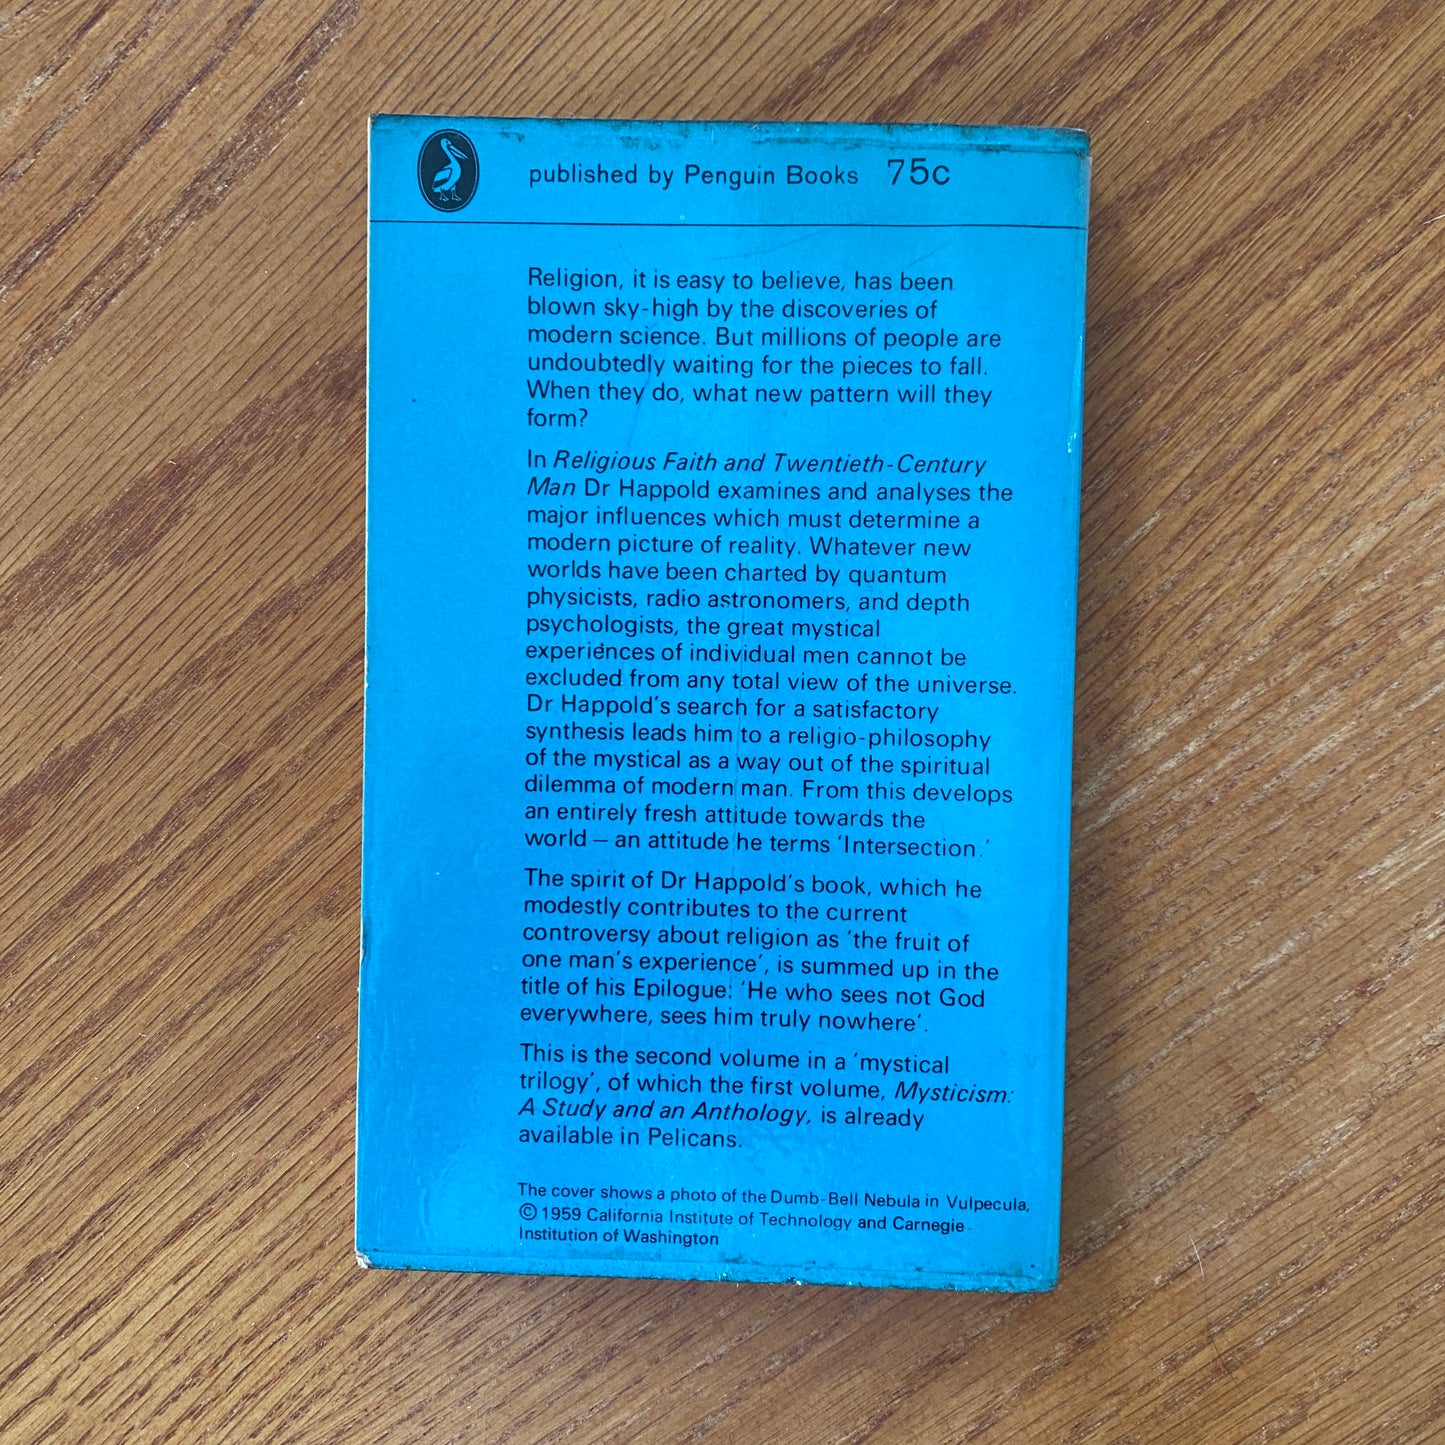 published by Penguin Books 75c
Religion, it is easy to believe, has been
blown sky-high by the discoveries of
modern science. But millions of people are
undoubtedly waiting for the pieces to fall.
When they do, what new pattern will they
form?
In Religious Faith and Twentieth-Century
Man Dr Happold examines and analyses the
major influences which must determine a
modern picture of reality. Whatever new
worlds have been charted by quantum
physicists, radio astronomers, and depth
psychologists, the great mystical
experiences of individual men cannot be
excluded from any total view of the universe.
Dr Happold's search for a satisfactory
synthesis leads him to a religio-philosophy
of the mystical as a way out of the spiritual
dilemma of modern man. From this develops
an entirely fresh attitude towards the
world – an attitude he terms 'Intersection.'
The spirit of Dr Happold's book, which he
modestly contributes to the current
controversy about religion as 'the fruit of
one man's experience', is summed up in the
title of his Epilogue: 'He who sees not God
everywhere, sees him truly nowhere'.
This is the second volume in a 'mystical
trilogy', of which the first volume, Mysticism:
A Study and an Anthology, is already
available in Pelicans.
The cover shows a photo of the Dumb-Bell Nebula in Vulpecula,
© 1959 California Institute of Technology and Carnegie
Institution of Washington